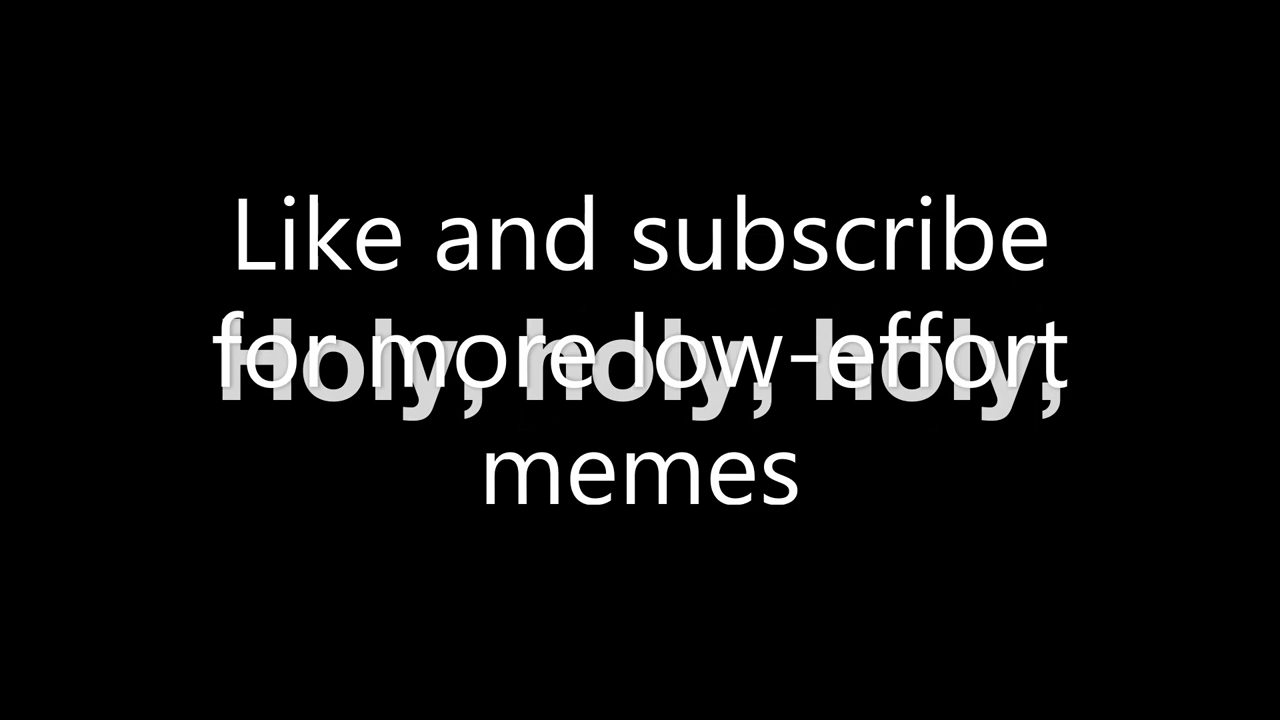 Like and subscribe
for more low-effort
Holy, holy, holy,
memes